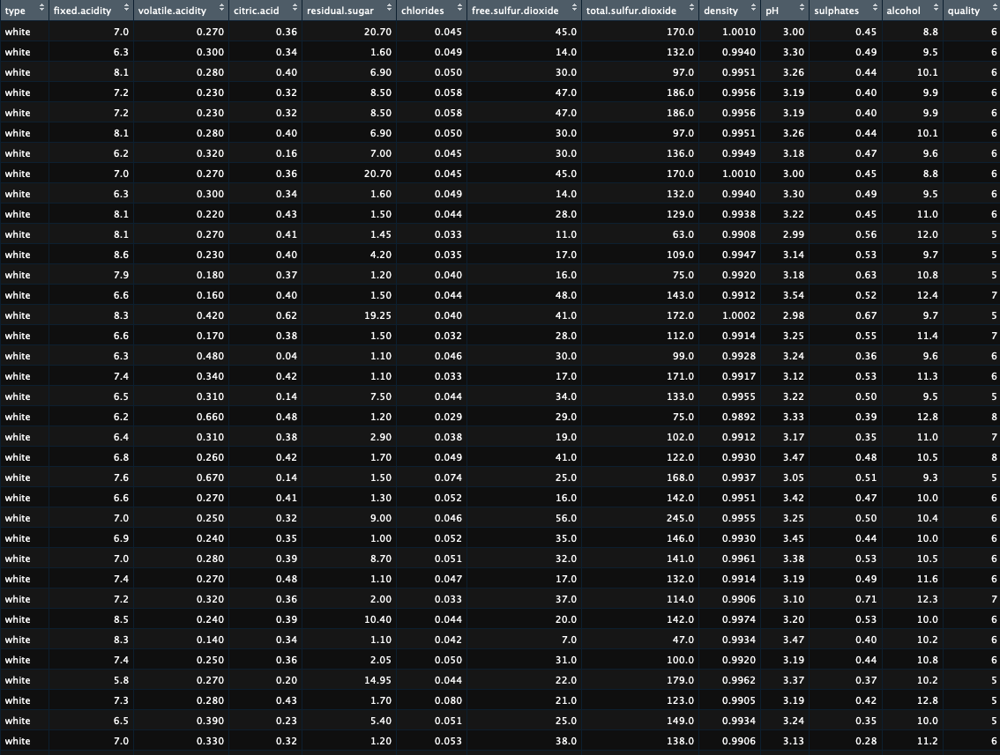 type fixed.acidity volatile.acidity citric.acid residual.sugar chlorides free.sulfur.dioxide total.sulfur.dioxide density pH sulphates alcohol quality
white 7.0 0.270 0.36 20.70 0.045 45.0 170.0 1.0010 3.00 0.45 8.8 6
white 6.3 0.300 0.34 1.60 0.049 14.0 132.0 0.9940 3.30 0.49 9.5 6
white 8.1 0.280 0.40 6.90 0.050 30.0 97.0 0.9951 3.26 0.44 10.1 6
white 7.2 0.230 0.32 8.50 0.058 47.0 186.0 0.9956 3.19 0.40 9.9 6
white 7.2 0.230 0.32 8.50 0.058 47.0 186.0 0.9956 3.19 0.40 9.9 6
white 8.1 0.280 0.40 6.90 0.050 30.0 97.0 0.9951 3.26 0.44 10.1 6
white 6.2 0.320 0.16 7.00 0.045 30.0 136.0 0.9949 3.18 0.47 9.6 6
white 7.0 0.270 0.36 20.70 0.045 45.0 170.0 1.0010 3.00 0.45 8.8 6
white 6.3 0.300 0.34 1.60 0.049 14.0 132.0 0.9940 3.30 0.49 9.5 6
white 8.1 0.220 0.43 1.50 0.044 28.0 129.0 0.9938 3.22 0.45 11.0 6
white 8.1 0.270 0.41 1.45 0.033 11.0 63.0 0.9908 2.99 0.56 12.0 5
white 8.6 0.230 0.40 4.20 0.035 17.0 109.0 0.9947 3.14 0.53 9.7 5
white 7.9 0.180 0.37 1.20 0.040 16.0 75.0 0.9920 3.18 0.63 10.8 5
white 6.6 0.160 0.40 1.50 0.044 48.0 143.0 0.9912 3.54 0.52 12.4 7
white 8.3 0.420 0.62 19.25 0.040 41.0 172.0 1.0002 2.98 0.67 9.7 5
white 6.6 0.170 0.38 1.50 0.032 28.0 112.0 0.9914 3.25 0.55 11.4 7
white 6.3 0.480 0.04 1.10 0.046 30.0 99.0 0.9928 3.24 0.36 9.6 6
white 7.4 0.340 0.42 1.10 0.033 17.0 171.0 0.9917 3.12 0.53 11.3 6
white 6.5 0.310 0.14 7.50 0.044 34.0 133.0 0.9955 3.22 0.50 9.5 5
white 6.2 0.660 0.48 1.20 0.029 29.0 75.0 0.9892 3.33 0.39 12.8 8
white 6.4 0.310 0.38 2.90 0.038 19.0 102.0 0.9912 3.17 0.35 11.0 7
white 6.8 0.260 0.42 1.70 0.049 41.0 122.0 0.9930 3.47 0.48 10.5 8
white 7.6 0.670 0.14 1.50 0.074 25.0 168.0 0.9937 3.05 0.51 9.3 5
white 6.6 0.270 0.41 1.30 0.052 16.0 142.0 0.9951 3.42 0.47 10.0 6
white 7.0 0.250 0.32 9.00 0.046 56.0 245.0 0.9955 3.25 0.50 10.4 6
white 6.9 0.240 0.35 1.00 0.052 35.0 146.0 0.9930 3.45 0.44 10.0 6
white 7.0 0.280 0.39 8.70 0.051 32.0 141.0 0.9961 3.38 0.53 10.5 6
white 7.4 0.270 0.48 1.10 0.047 17.0 132.0 0.9914 3.19 0.49 11.6 6
white 7.2 0.320 0.36 2.00 0.033 37.0 114.0 0.9906 3.10 0.71 12.3 7
white 8.5 0.240 0.39 10.40 0.044 20.0 142.0 0.9974 3.20 0.53 10.0 6
white 8.3 0.140 0.34 1.10 0.042 7.0 47.0 0.9934 3.47 0.40 10.2 6
white 7.4 0.250 0.36 2.05 0.050 31.0 100.0 0.9920 3.19 0.44 10.8 6
white 5.8 0.270 0.20 14.95 0.044 22.0 179.0 0.9962 3.37 0.37 10.2 5
white 7.3 0.280 0.43 1.70 0.080 21.0 123.0 0.9905 3.19 0.42 12.8 5
white 6.5 0.390 0.23 5.40 0.051 25.0 149.0 0.9934 3.24 0.35 10.0 5
white 7.0 0.330 0.32 1.20 0.053 38.0 138.0 0.9906 3.13 0.28 11.2 6